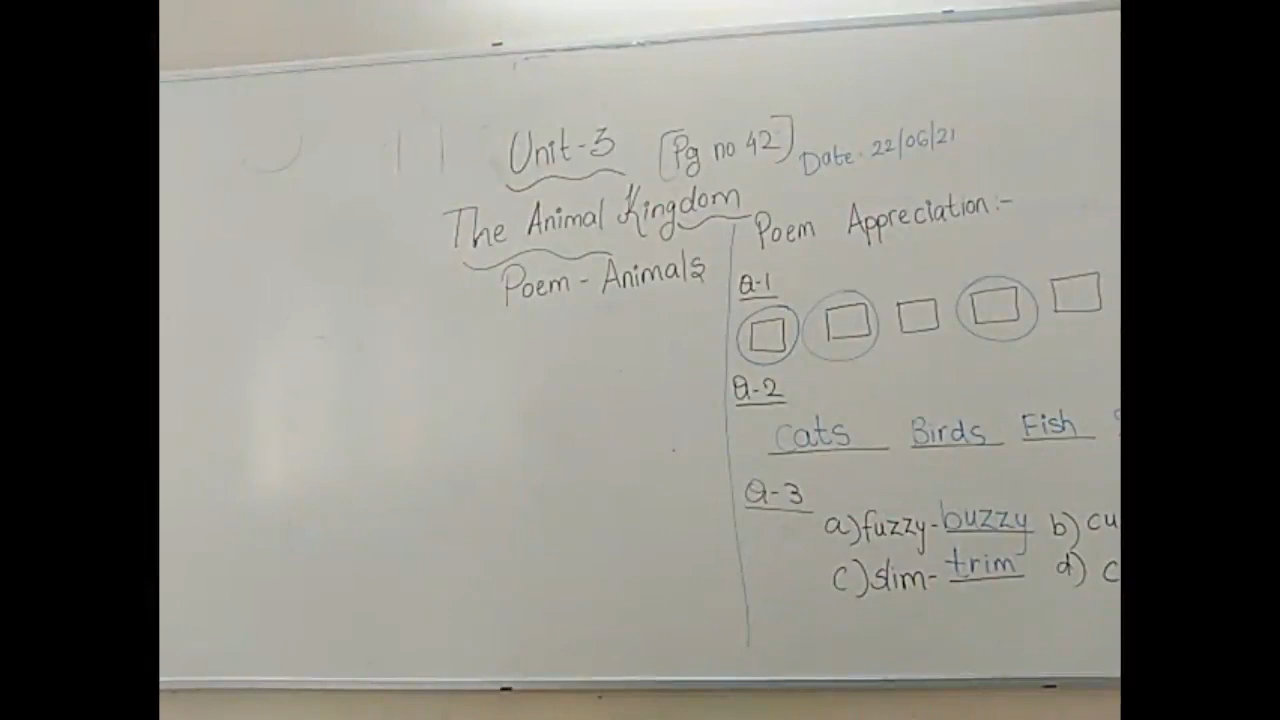 Unit-3 [Pg no 42] Date. 22/06/21
The Animal Kingdom
Poem - Animals
Poem Appreciation:-
Q-1
Q-2
Cats Birds Fish
Q-3
a) fuzzy - buzzy b) cu
c) slim - trim d) c